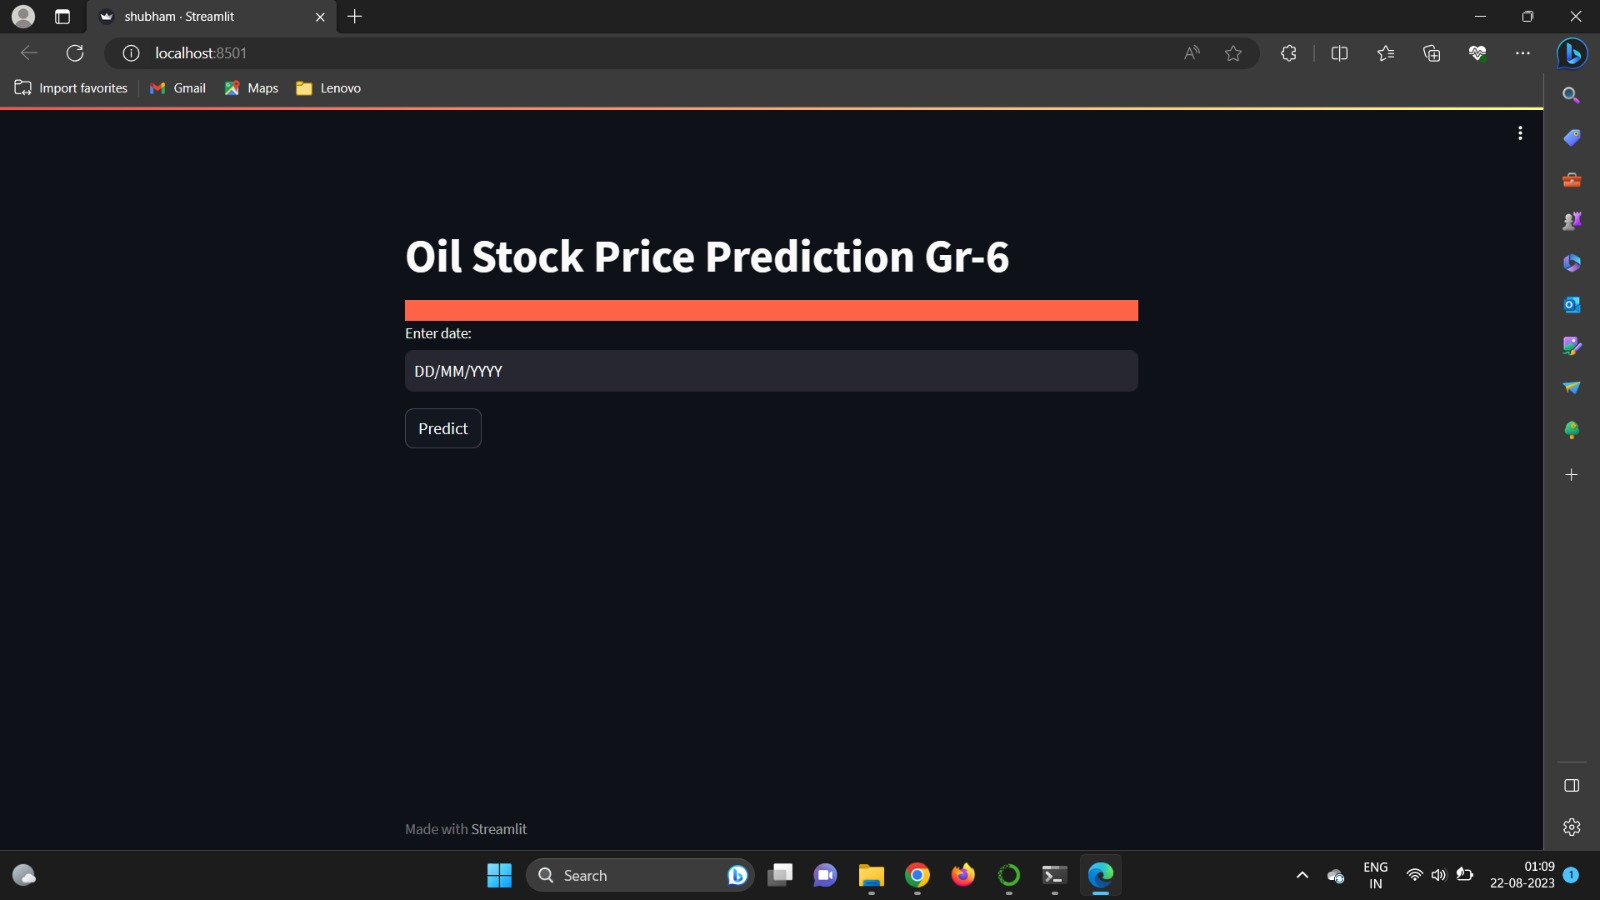 shubham · Streamlit
localhost:8501
Import favorites
Gmail
Maps
Lenovo
Oil Stock Price Prediction Gr-6
Enter date:
DD/MM/YYYY
Predict
Made with Streamlit
Search
ENG
IN
01:09
22-08-2023
1